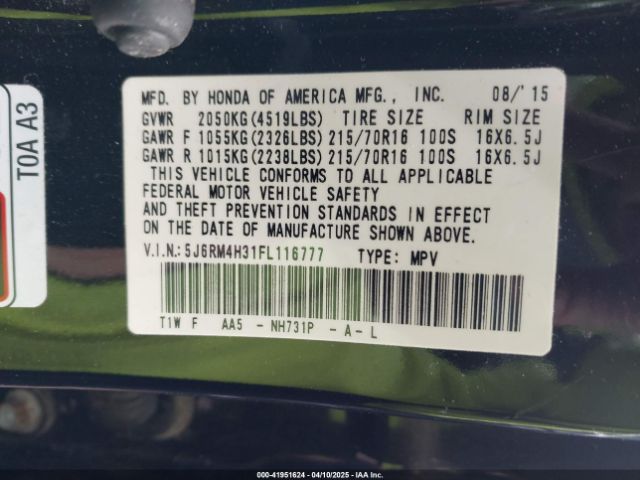 TOA A3
MFD. BY HONDA OF AMERICA MFG., INC. 08/'15
GVWR 2050KG(4519LBS) TIRE SIZE RIM SIZE
GAWR F 1055KG(2326LBS) 215/70R16 100S 16X6.5J
GAWR R 1015KG(2238LBS) 215/70R16 100S 16X6.5J
THIS VEHICLE CONFORMS TO ALL APPLICABLE
FEDERAL MOTOR VEHICLE SAFETY
AND THEFT PREVENTION STANDARDS IN EFFECT
ON THE DATE OF MANUFACTURE SHOWN ABOVE.
V.I.N:5J6RM4H31FL116777 TYPE: MPV
T1W F AA5 - NH731P - A - L
000-41951624 - 04/10/2025 - IAA Inc.